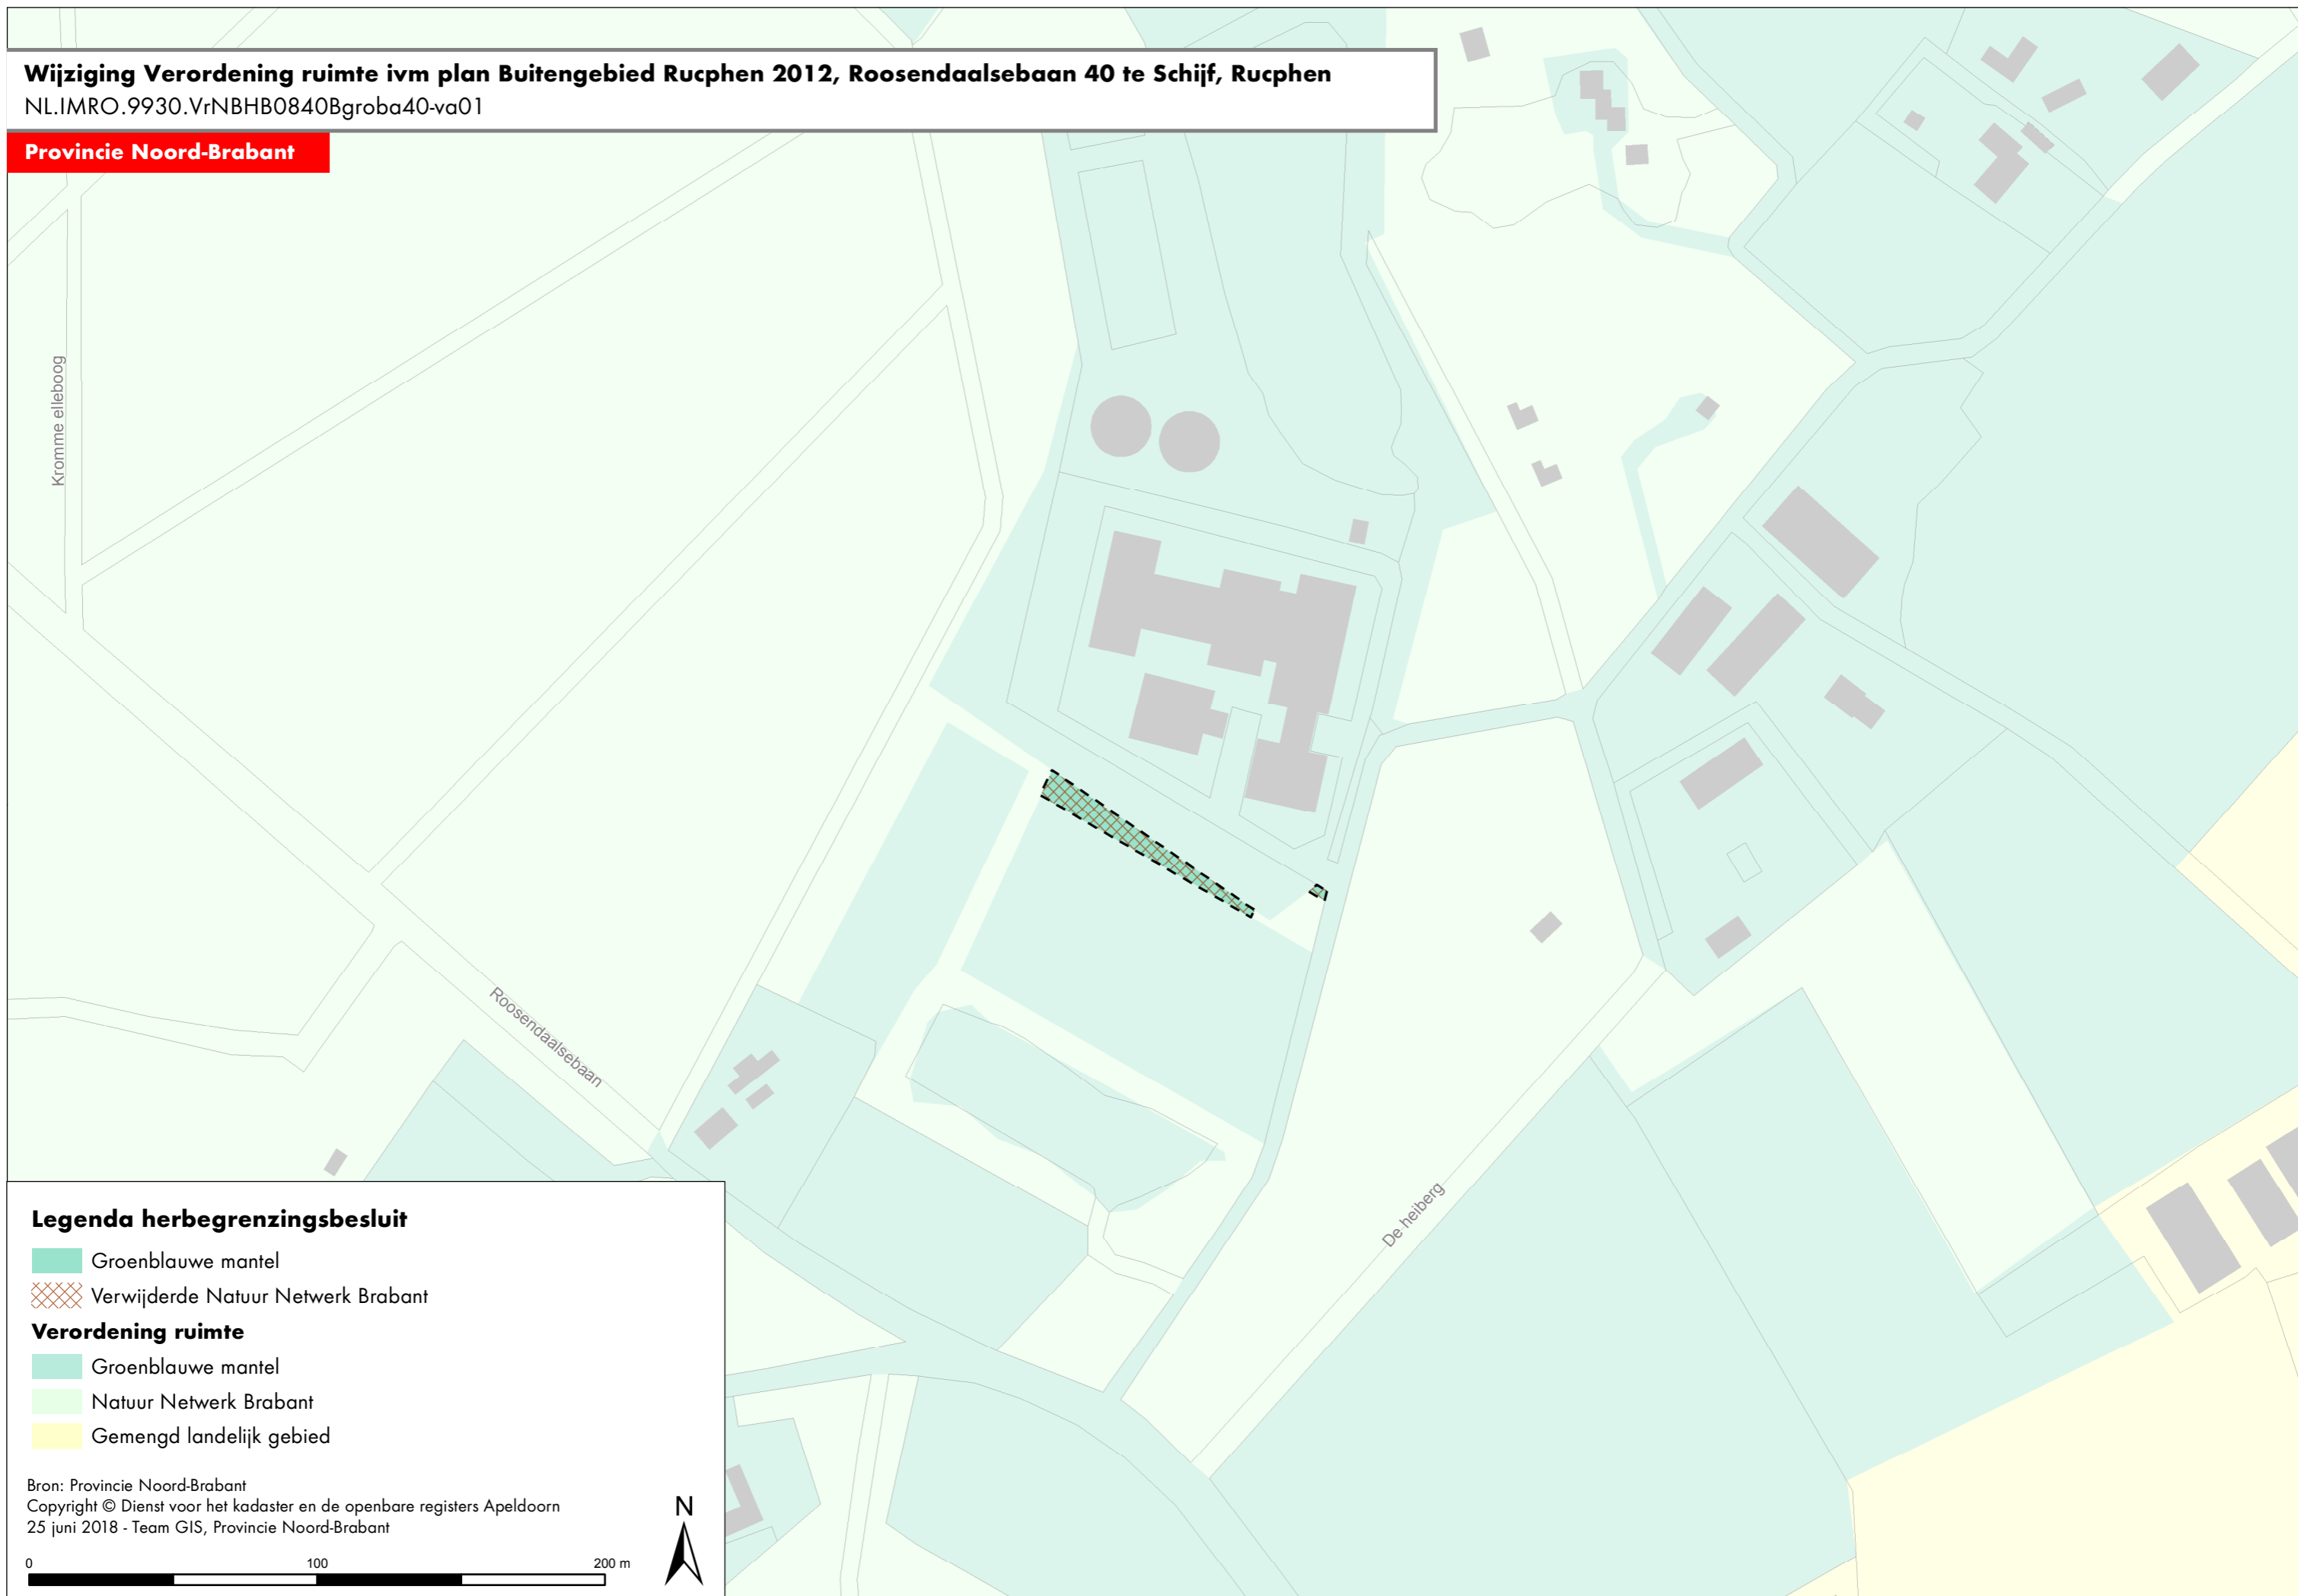 Wijziging Verordening ruimte ivm plan Buitengebied Rucphen 2012, Roosendaalsebaan 40 te Schijf, Rucphen
NL.IMRO.9930.VrNBHB0840Bgroba40-va01
Provincie Noord-Brabant
Kromme elleboog
Roosendaalsebaan
De heiberg
Legenda herbegrenzingsbesluit
Groenblauwe mantel
Verwijderde Natuur Netwerk Brabant
Verordening ruimte
Groenblauwe mantel
Natuur Netwerk Brabant
Gemengd landelijk gebied
Bron: Provincie Noord-Brabant
Copyright © Dienst voor het kadaster en de openbare registers Apeldoorn
25 juni 2018 - Team GIS, Provincie Noord-Brabant
N
0 100 200 m